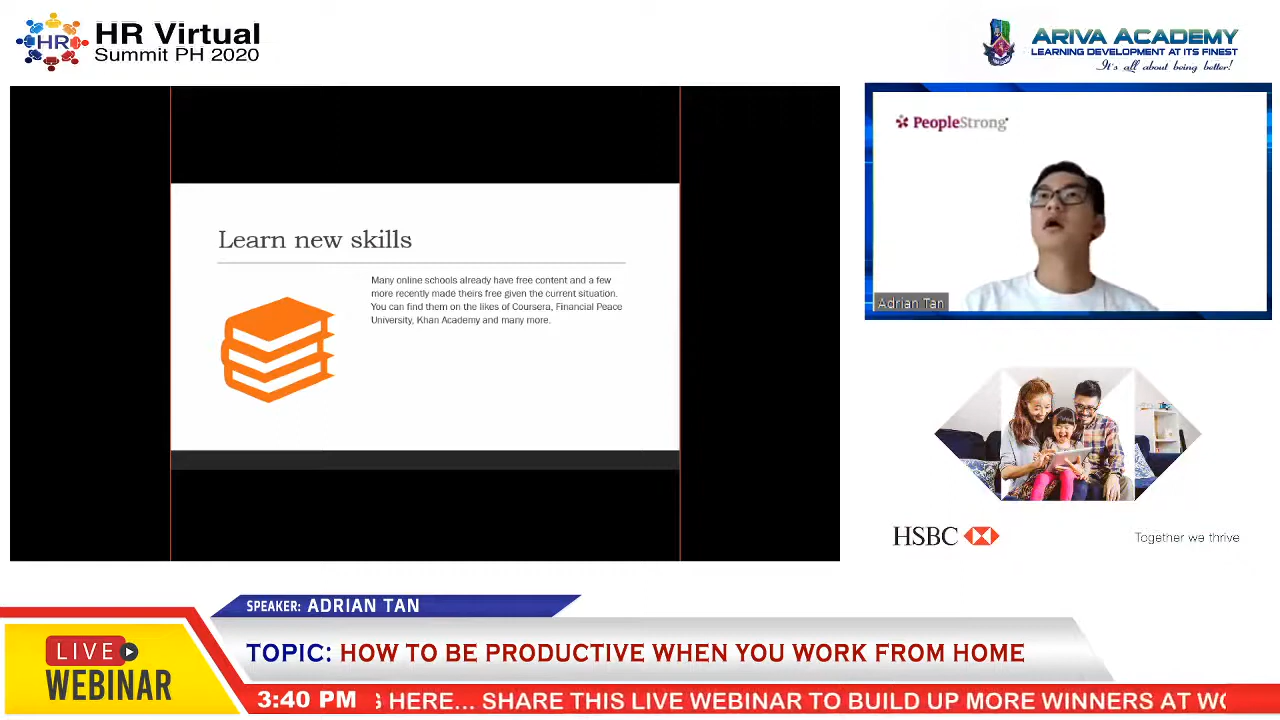 HR
HR Virtual
Summit PH 2020
ARIVA ACADEMY
LEARNING DEVELOPMENT AT ITS FINEST
It's all about being better!
PeopleStrong
Adrian Tan
Learn new skills
Many online schools already have free content and a few
more recently made theirs free given the current situation.
You can find them on the likes of Coursera, Financial Peace
University, Khan Academy and many more.
HSBC
Together we thrive
SPEAKER: ADRIAN TAN
LIVE
WEBINAR
TOPIC: HOW TO BE PRODUCTIVE WHEN YOU WORK FROM HOME
3:40 PM
HERE... SHARE THIS LIVE WEBINAR TO BUILD UP MORE WINNERS AT